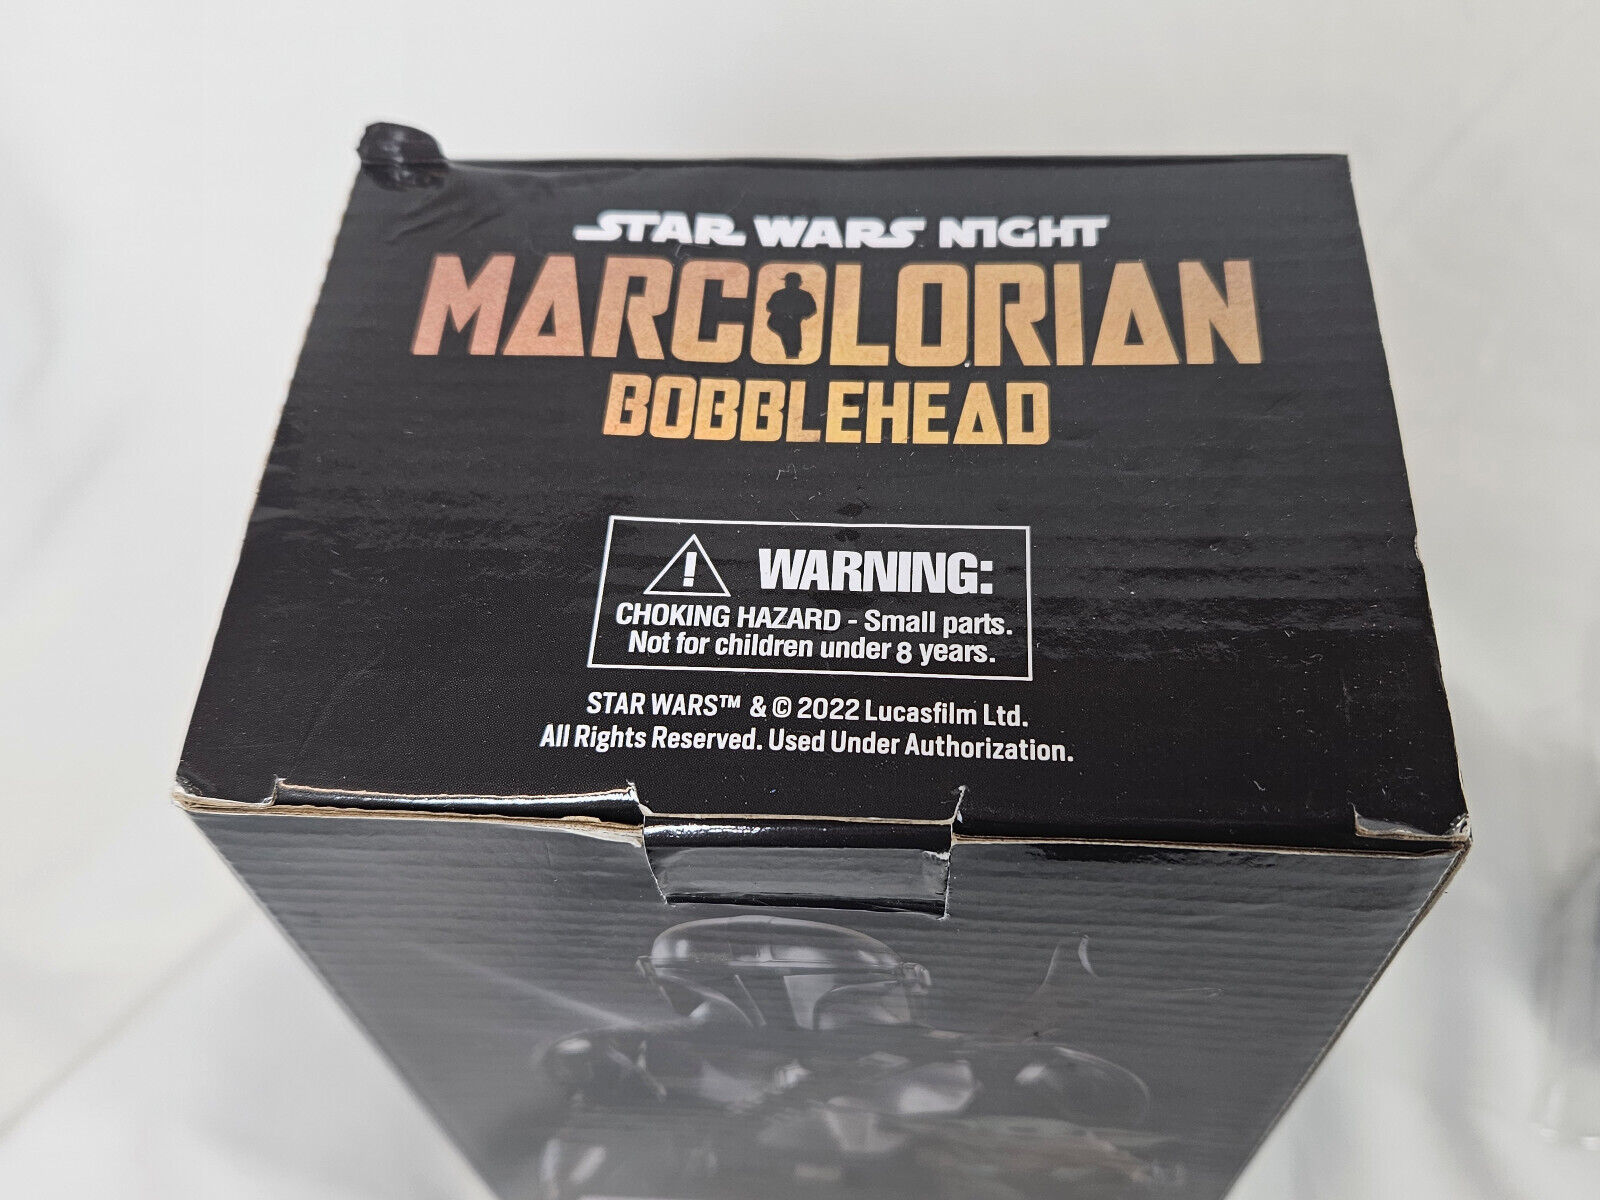 STAR WARS NIGHT
MARCOLORIAN
BOBBLEHEAD
! WARNING:
CHOKING HAZARD - Small parts.
Not for children under 8 years.
STAR WARS™ & © 2022 Lucasfilm Ltd.
All Rights Reserved. Used Under Authorization.